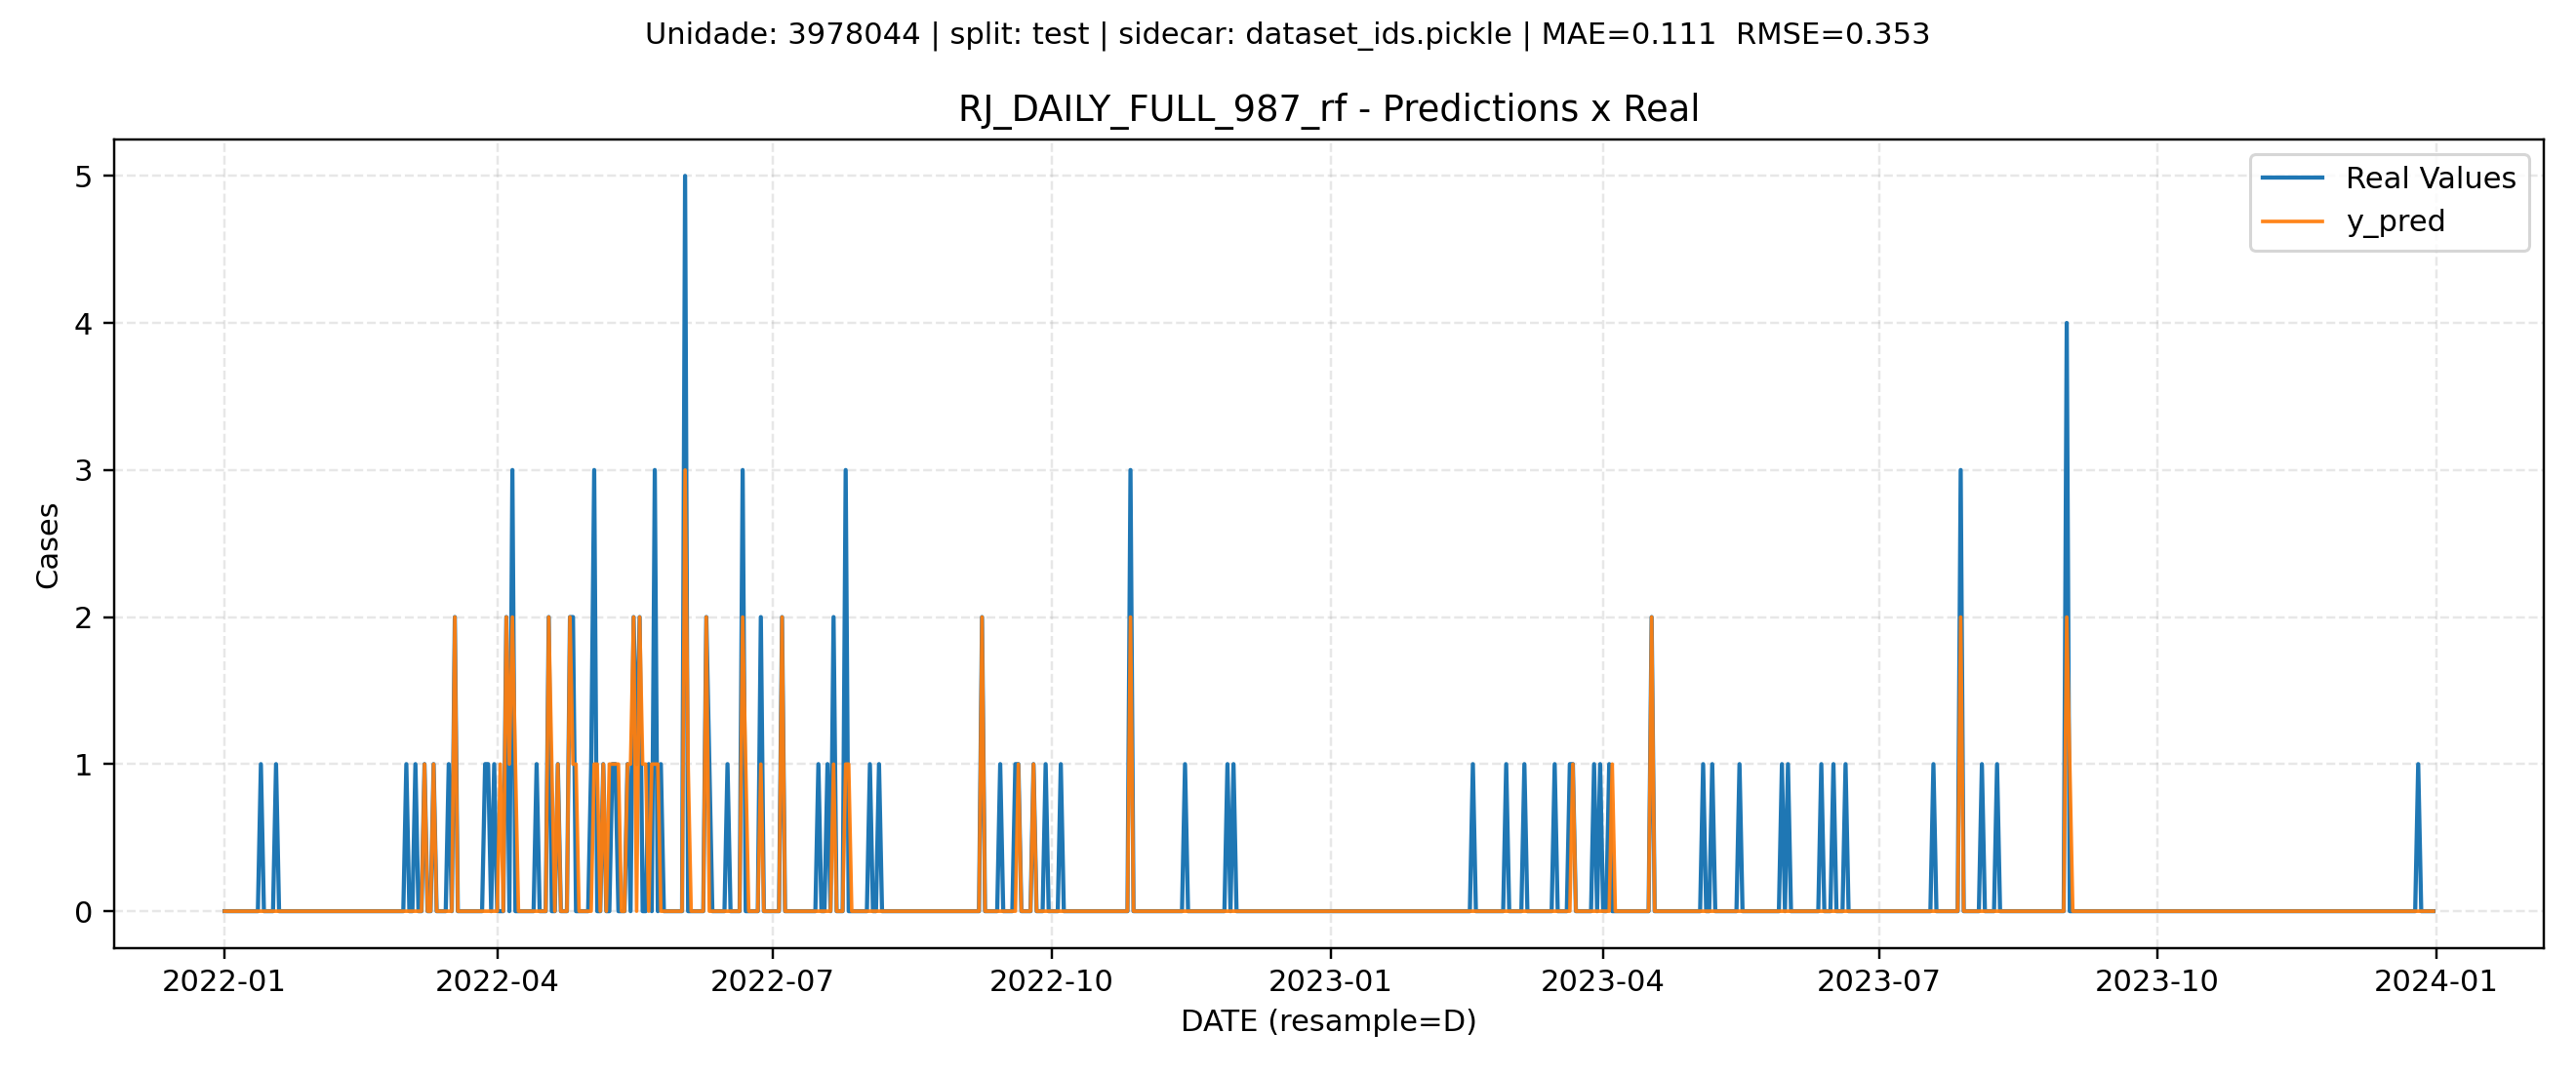 Unidade: 3978044 | split: test | sidecar: dataset_ids.pickle | MAE=0.111  RMSE=0.353
RJ_DAILY_FULL_987_rf - Predictions x Real
Real Values
y_pred
5
4
3
2
1
0
Cases
2022-01
2022-04
2022-07
2022-10
2023-01
2023-04
2023-07
2023-10
2024-01
DATE (resample=D)